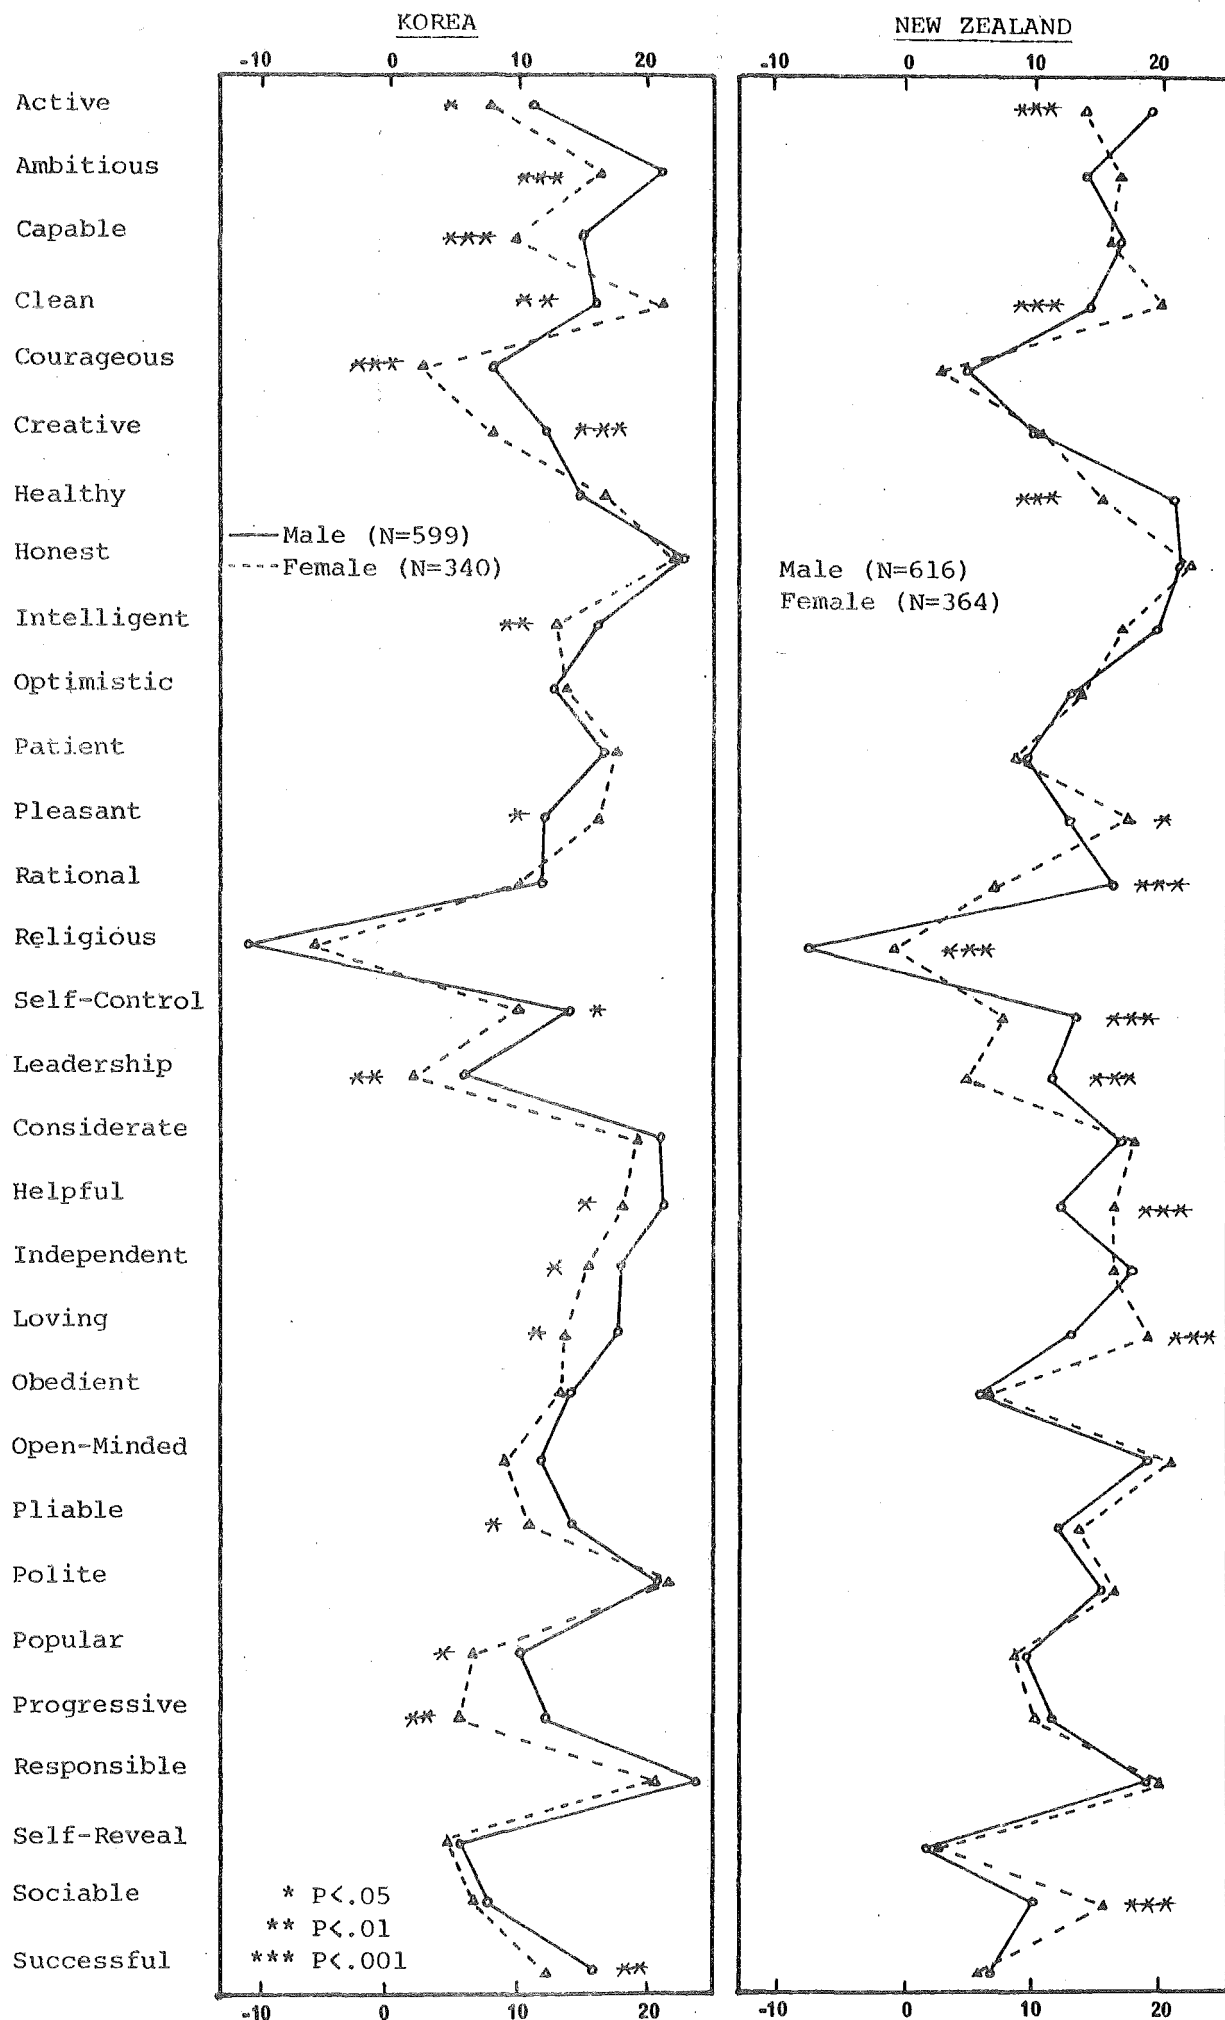 KOREA NEW ZEALAND
-10 0 10 20 -10 0 10 20
Active * ***
Ambitious ***
Capable ***
Clean ** ***
Courageous ***
Creative ***
Healthy ***
Honest
Male (N=599)
Female (N=340)
Male (N=616)
Female (N=364)
Intelligent **
Optimistic
Patient
Pleasant * *
Rational ***
Religious ***
Self-Control * ***
Leadership ** ***
Considerate
Helpful * ***
Independent *
Loving * ***
Obedient
Open-Minded
Pliable *
Polite
Popular *
Progressive **
Responsible
Self-Reveal
Sociable ***
* P<.05
** P<.01
*** P<.001
Successful **
-10 0 10 20 -10 0 10 20